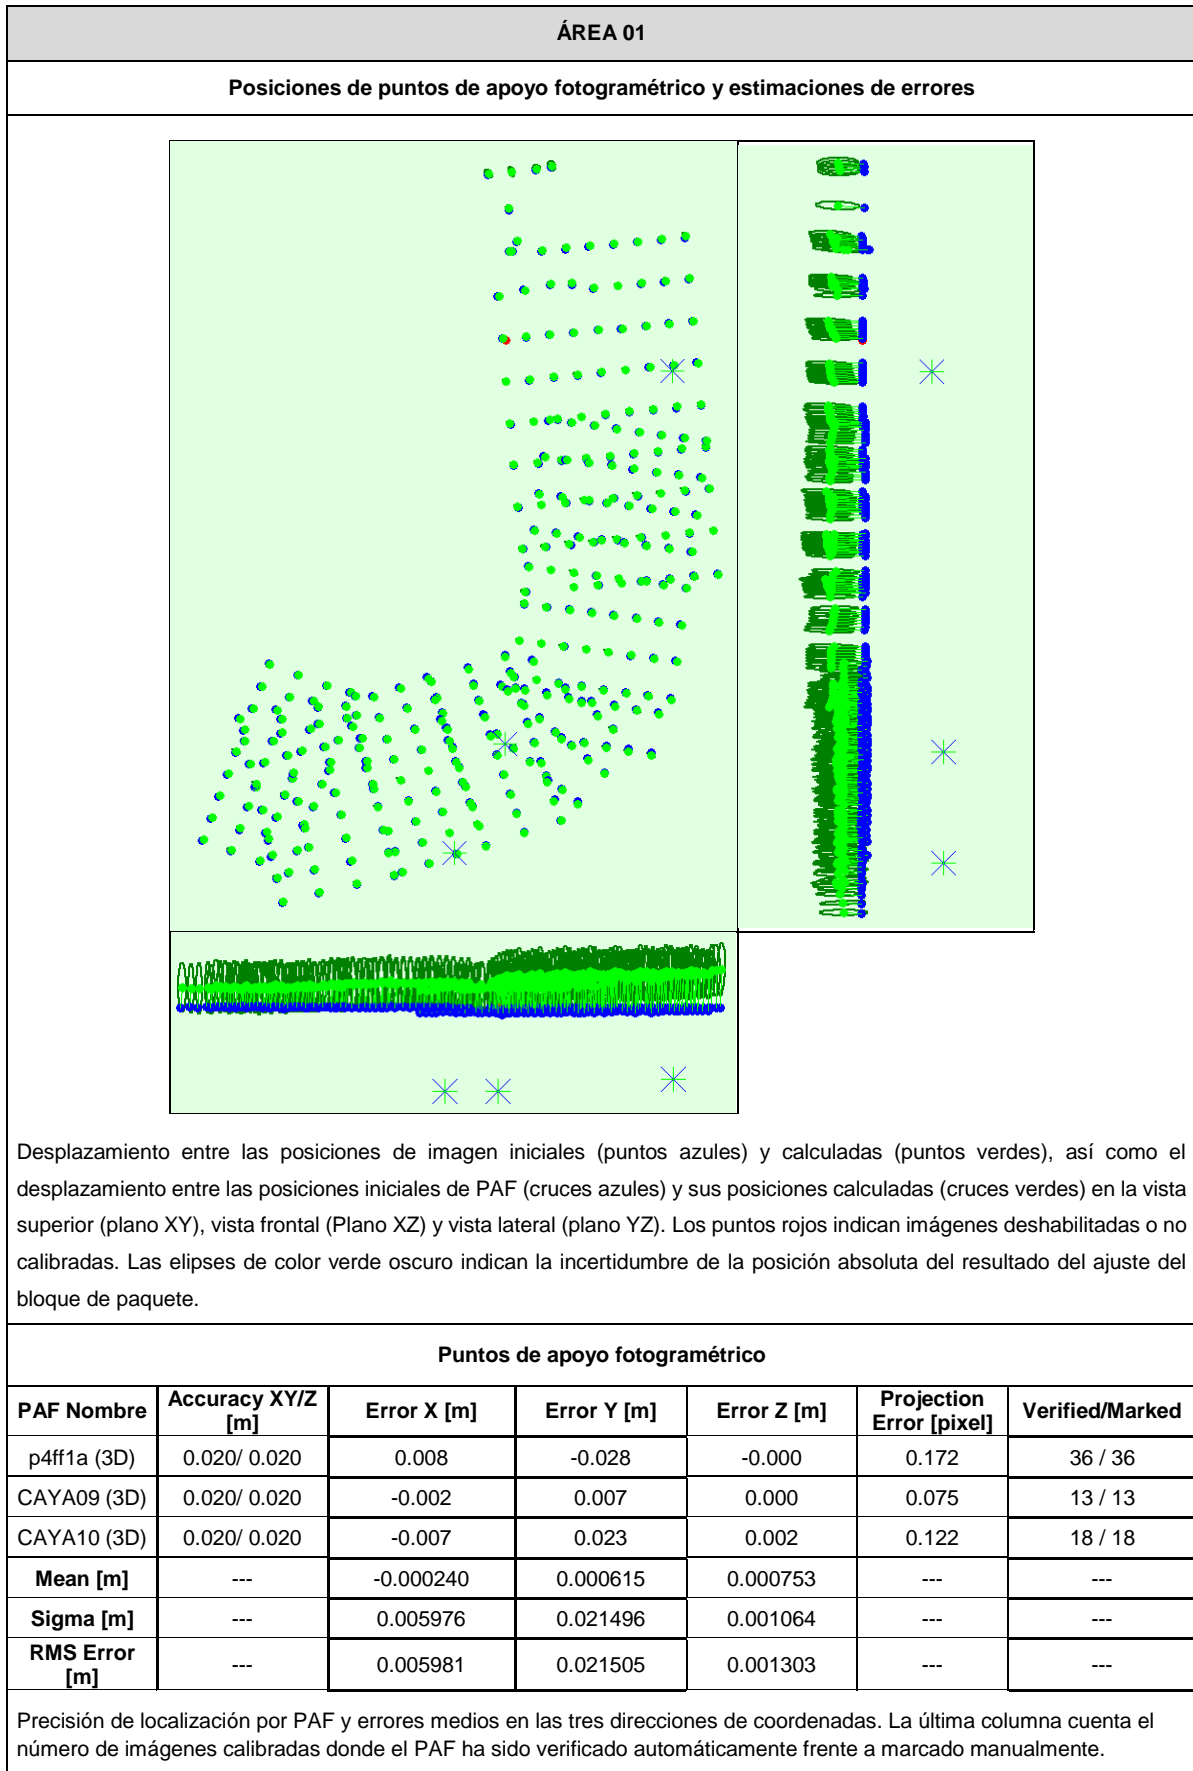 ÁREA 01
Posiciones de puntos de apoyo fotogramétrico y estimaciones de errores
Desplazamiento entre las posiciones de imagen iniciales (puntos azules) y calculadas (puntos verdes), así como el
desplazamiento entre las posiciones iniciales de PAF (cruces azules) y sus posiciones calculadas (cruces verdes) en la vista
superior (plano XY), vista frontal (Plano XZ) y vista lateral (plano YZ). Los puntos rojos indican imágenes deshabilitadas o no
calibradas. Las elipses de color verde oscuro indican la incertidumbre de la posición absoluta del resultado del ajuste del
bloque de paquete.
Puntos de apoyo fotogramétrico
PAF Nombre Accuracy XY/Z [m] Error X [m] Error Y [m] Error Z [m] Projection Error [pixel] Verified/Marked
p4ff1a (3D) 0.020/ 0.020 0.008 -0.028 -0.000 0.172 36 / 36
CAYA09 (3D) 0.020/ 0.020 -0.002 0.007 0.000 0.075 13 / 13
CAYA10 (3D) 0.020/ 0.020 -0.007 0.023 0.002 0.122 18 / 18
Mean [m] --- -0.000240 0.000615 0.000753 --- ---
Sigma [m] --- 0.005976 0.021496 0.001064 --- ---
RMS Error [m] --- 0.005981 0.021505 0.001303 --- ---
Precisión de localización por PAF y errores medios en las tres direcciones de coordenadas. La última columna cuenta el
número de imágenes calibradas donde el PAF ha sido verificado automáticamente frente a marcado manualmente.